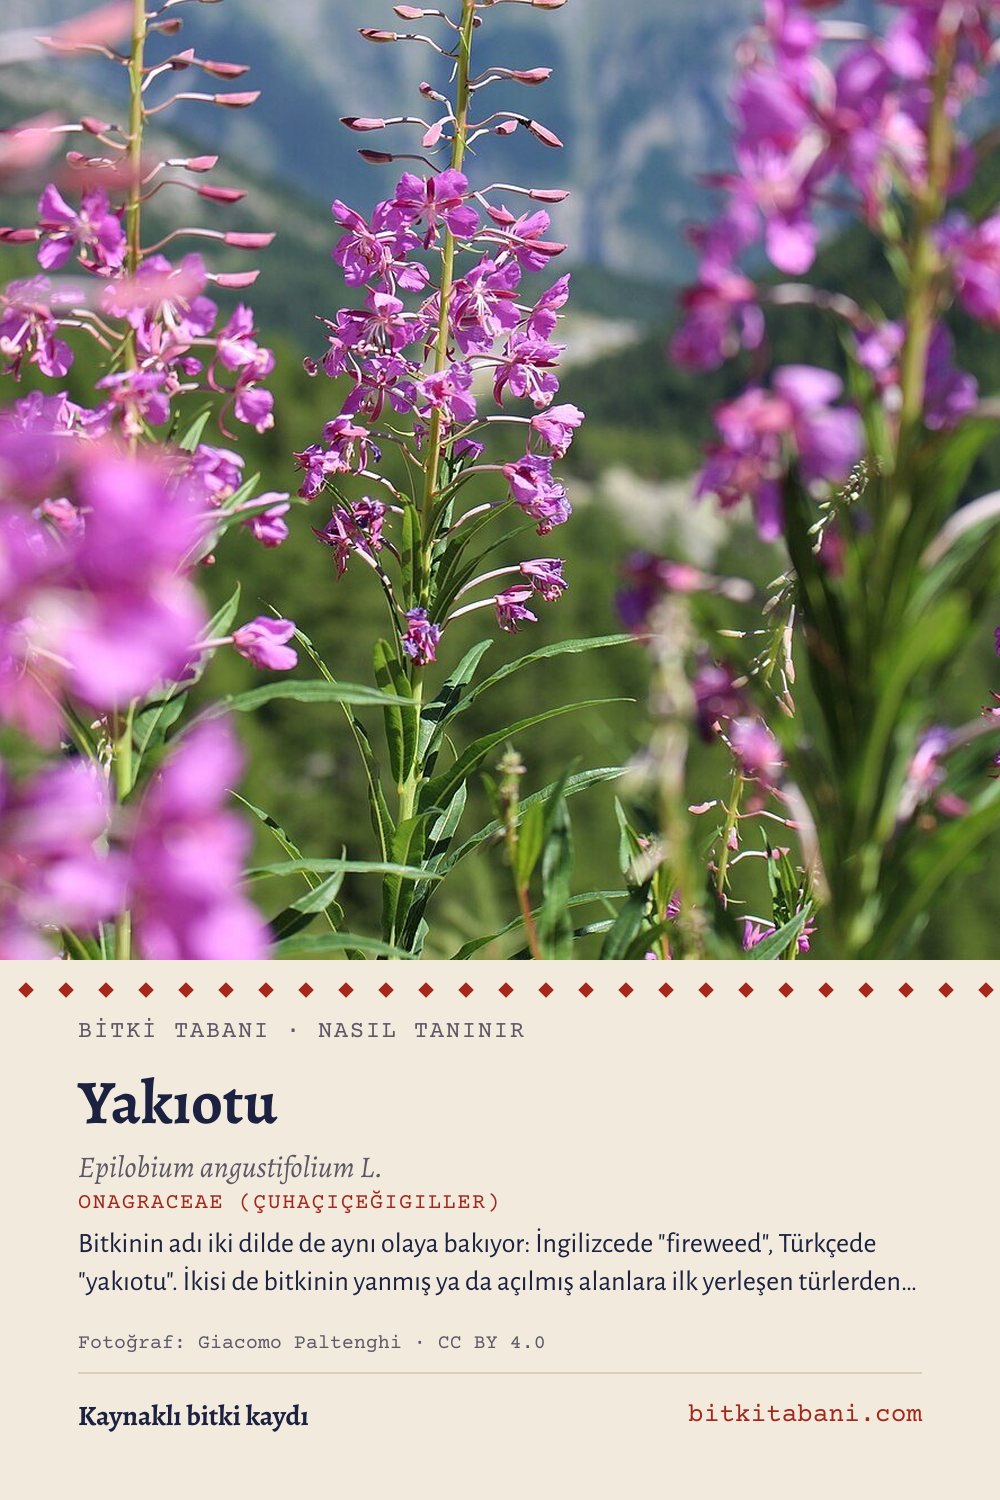 BİTKİ TABANI · NASIL TANINIR
Yakıotu
Epilobium angustifolium L.
ONAGRACEAE (ÇUHAÇIÇEĞIGILLER)
Bitkinin adı iki dilde de aynı olaya bakıyor: İngilizcede "fireweed", Türkçede
"yakıotu". İkisi de bitkinin yanmış ya da açılmış alanlara ilk yerleşen türlerden…
Fotoğraf: Giacomo Paltenghi · CC BY 4.0
Kaynaklı bitki kaydı
bitkitabani.com